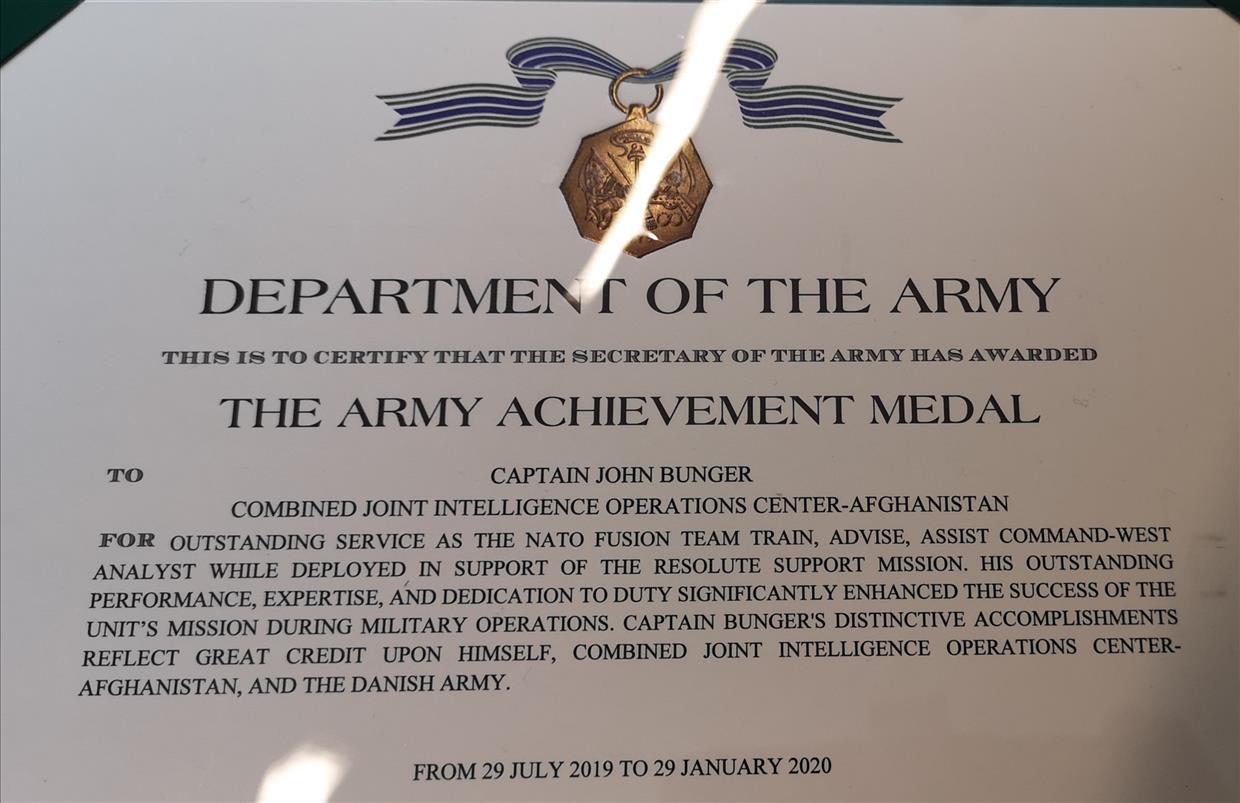 DEPARTMENT OF THE ARMY
THIS IS TO CERTIFY THAT THE SECRETARY OF THE ARMY HAS AWARDED
THE ARMY ACHIEVEMENT MEDAL
TO CAPTAIN JOHN BUNGER
COMBINED JOINT INTELLIGENCE OPERATIONS CENTER-AFGHANISTAN
FOR OUTSTANDING SERVICE AS THE NATO FUSION TEAM TRAIN, ADVISE, ASSIST COMMAND-WEST
ANALYST WHILE DEPLOYED IN SUPPORT OF THE RESOLUTE SUPPORT MISSION. HIS OUTSTANDING
PERFORMANCE, EXPERTISE, AND DEDICATION TO DUTY SIGNIFICANTLY ENHANCED THE SUCCESS OF THE
UNIT'S MISSION DURING MILITARY OPERATIONS. CAPTAIN BUNGER'S DISTINCTIVE ACCOMPLISHMENTS
REFLECT GREAT CREDIT UPON HIMSELF, COMBINED JOINT INTELLIGENCE OPERATIONS CENTER-
AFGHANISTAN, AND THE DANISH ARMY.
FROM 29 JULY 2019 TO 29 JANUARY 2020